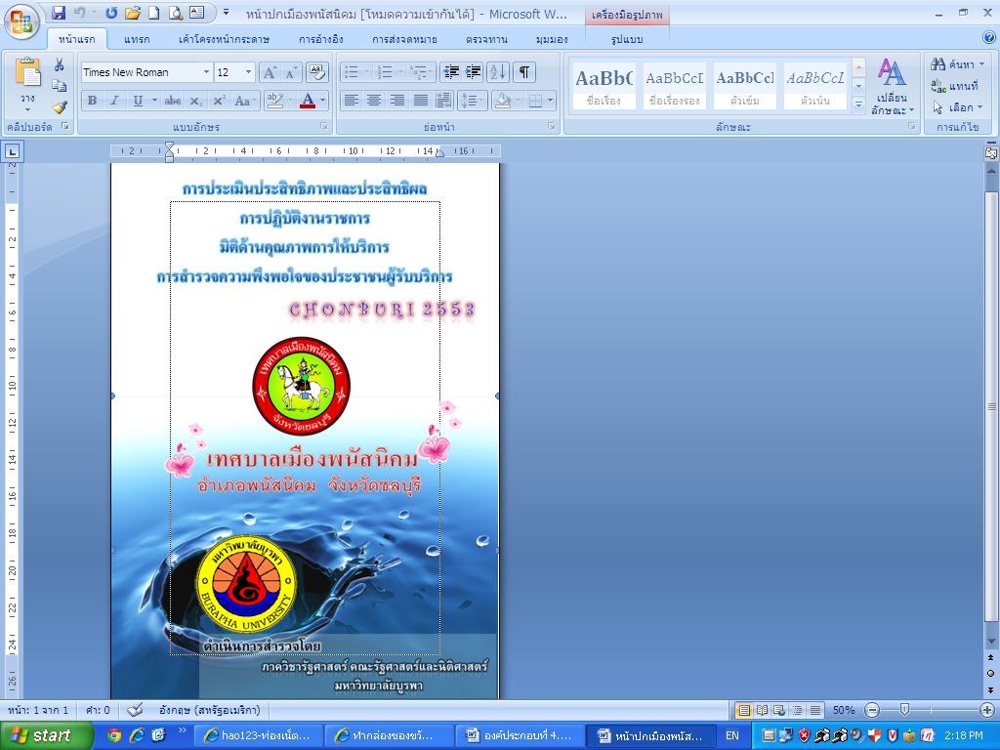 หน้าปกเมืองพนัสนิคม [โหมดความเข้ากันได้] - Microsoft W...
เครื่องมือรูปภาพ
หน้าแรก แทรก เค้าโครงหน้ากระดาษ การอ้างอิง การส่งจดหมาย ตรวจทาน มุมมอง รูปแบบ
วาง
Times New Roman 12
AaBbC AaBbCcI AaBbCcI AaBbCcL
ชื่อเรื่อง ชื่อเรื่องรอง ตัวเข้ม ตัวเน้น
เปลี่ยน
ลักษณะ
ค้นหา
แทนที่
เลือก
คลิปบอร์ด แบบอักษร ย่อหน้า ลักษณะ การแก้ไข
การประเมินประสิทธิภาพและประสิทธิผล
การปฏิบัติงานราชการ
มิติด้านคุณภาพการให้บริการ
การสำรวจความพึงพอใจของประชาชนผู้รับบริการ
CHONBURI 2553
เทศบาลเมืองพนัสนิคม
จังหวัดชลบุรี
เทศบาลเมืองพนัสนิคม
อำเภอพนัสนิคม จังหวัดชลบุรี
มหาวิทยาลัยบูรพา
BURAPHA UNIVERSITY
ดำเนินการสำรวจโดย
ภาควิชารัฐศาสตร์ คณะรัฐศาสตร์และนิติศาสตร์
มหาวิทยาลัยบูรพา
หน้า: 1 จาก 1 คำ: 0 อังกฤษ (สหรัฐอเมริกา) 50%
start hao123-ท่องเน็ต... ทำกล่องของขวั... องค์ประกอบที่ 4.... หน้าปกเมืองพนัส... EN 2:18 PM